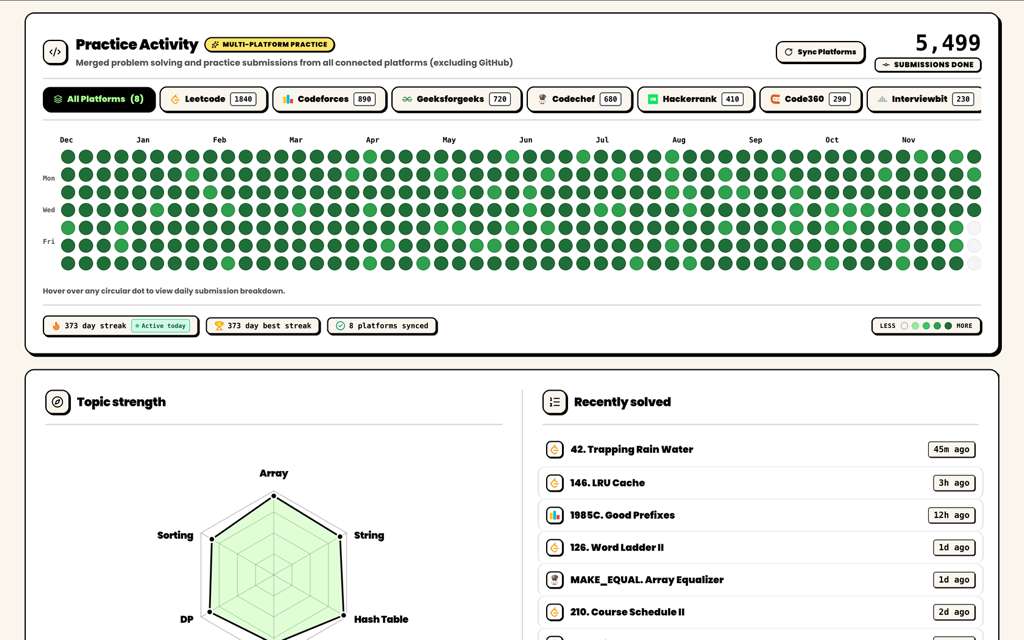 Practice Activity MULTI-PLATFORM PRACTICE
Merged problem solving and practice submissions from all connected platforms (excluding GitHub)
Sync Platforms
5,499
SUBMISSIONS DONE
All Platforms (8) Leetcode 1840 Codeforces 890 Geeksforgeeks 720 Codechef 680 Hackerrank 410 Code360 290 Interviewbit 230
Dec Jan Feb Mar Apr May Jun Jul Aug Sep Oct Nov
Mon
Wed
Fri
Hover over any circular dot to view daily submission breakdown.
373 day streak Active today 373 day best streak 8 platforms synced
LESS MORE
Topic strength
Array
String
Hash Table
DP
Sorting
Recently solved
42. Trapping Rain Water 45m ago
146. LRU Cache 3h ago
1985C. Good Prefixes 12h ago
126. Word Ladder II 1d ago
MAKE_EQUAL. Array Equalizer 1d ago
210. Course Schedule II 2d ago